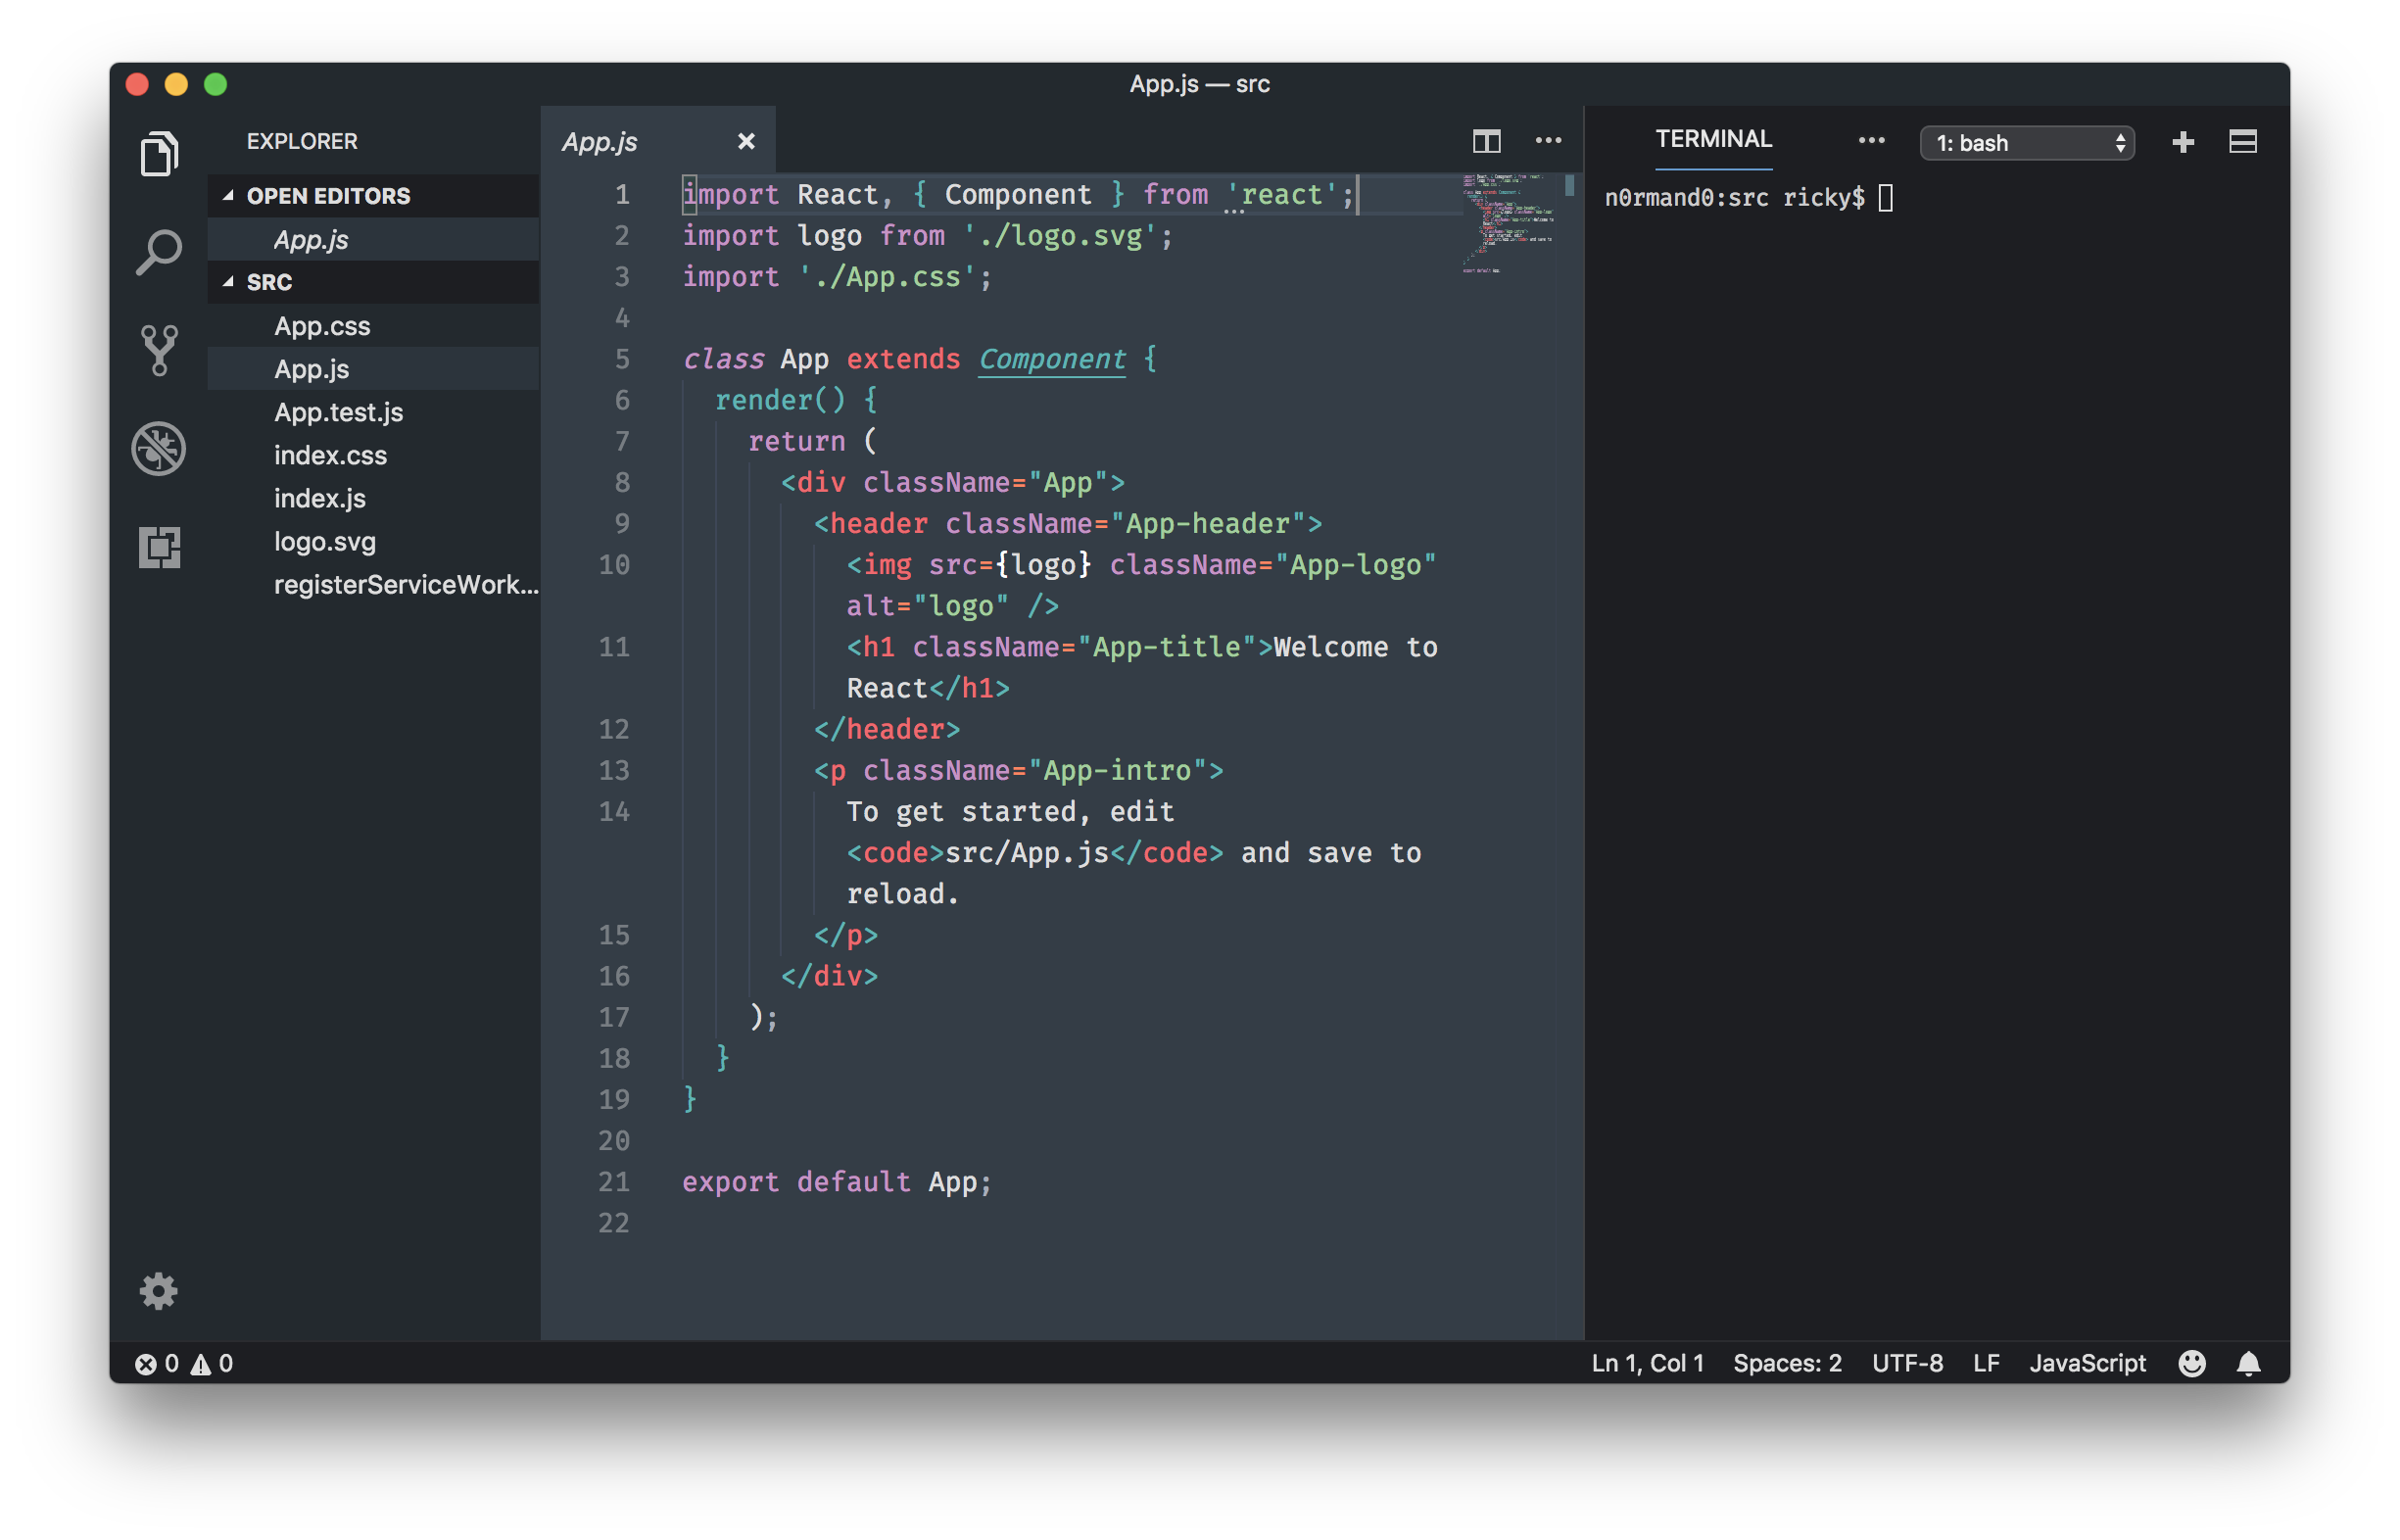 App.js — src
EXPLORER
OPEN EDITORS
App.js
SRC
App.css
App.js
App.test.js
index.css
index.js
logo.svg
registerServiceWork...
App.js
1 import React, { Component } from 'react';
2 import logo from './logo.svg';
3 import './App.css';
4
5 class App extends Component {
6 render() {
7 return (
8 <div className="App">
9 <header className="App-header">
10 <img src={logo} className="App-logo"
alt="logo" />
11 <h1 className="App-title">Welcome to
React</h1>
12 </header>
13 <p className="App-intro">
14 To get started, edit
<code>src/App.js</code> and save to
reload.
15 </p>
16 </div>
17 );
18 }
19 }
20
21 export default App;
22
TERMINAL
1: bash
n0rmand0:src ricky$
0 0
Ln 1, Col 1 Spaces: 2 UTF-8 LF JavaScript